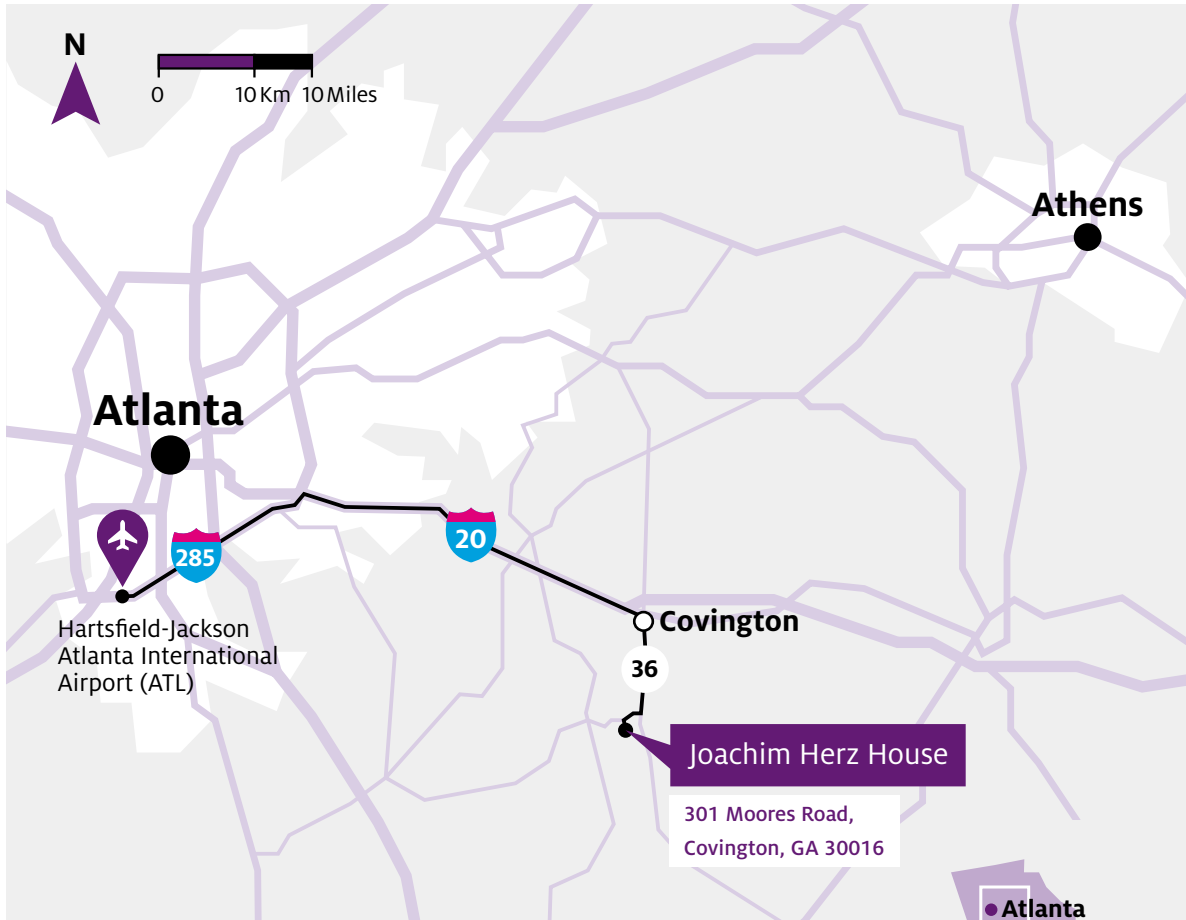 N
0 10 Km 10 Miles
Athens
Atlanta
20
285
Covington
Hartsfield-Jackson
Atlanta International
Airport (ATL)
36
Joachim Herz House
301 Moores Road,
Covington, GA 30016
Atlanta